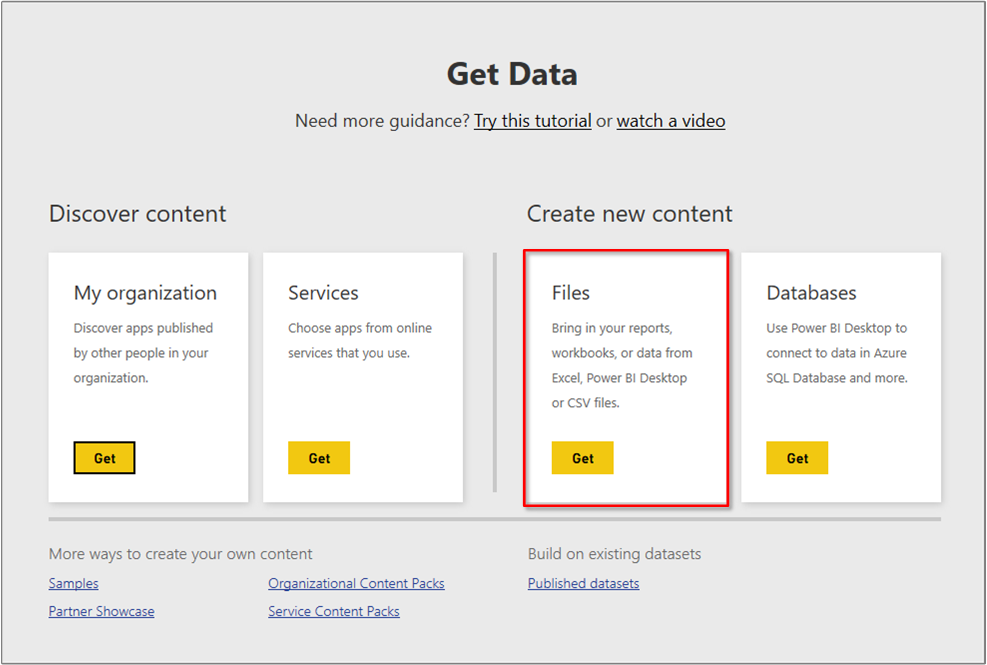 Get Data
Need more guidance? Try this tutorial or watch a video
Discover content
My organization
Discover apps published
by other people in your
organization.
Get
Services
Choose apps from online
services that you use.
Get
Create new content
Files
Bring in your reports,
workbooks, or data from
Excel, Power BI Desktop
or CSV files.
Get
Databases
Use Power BI Desktop to
connect to data in Azure
SQL Database and more.
Get
More ways to create your own content
Samples
Organizational Content Packs
Partner Showcase
Service Content Packs
Build on existing datasets
Published datasets